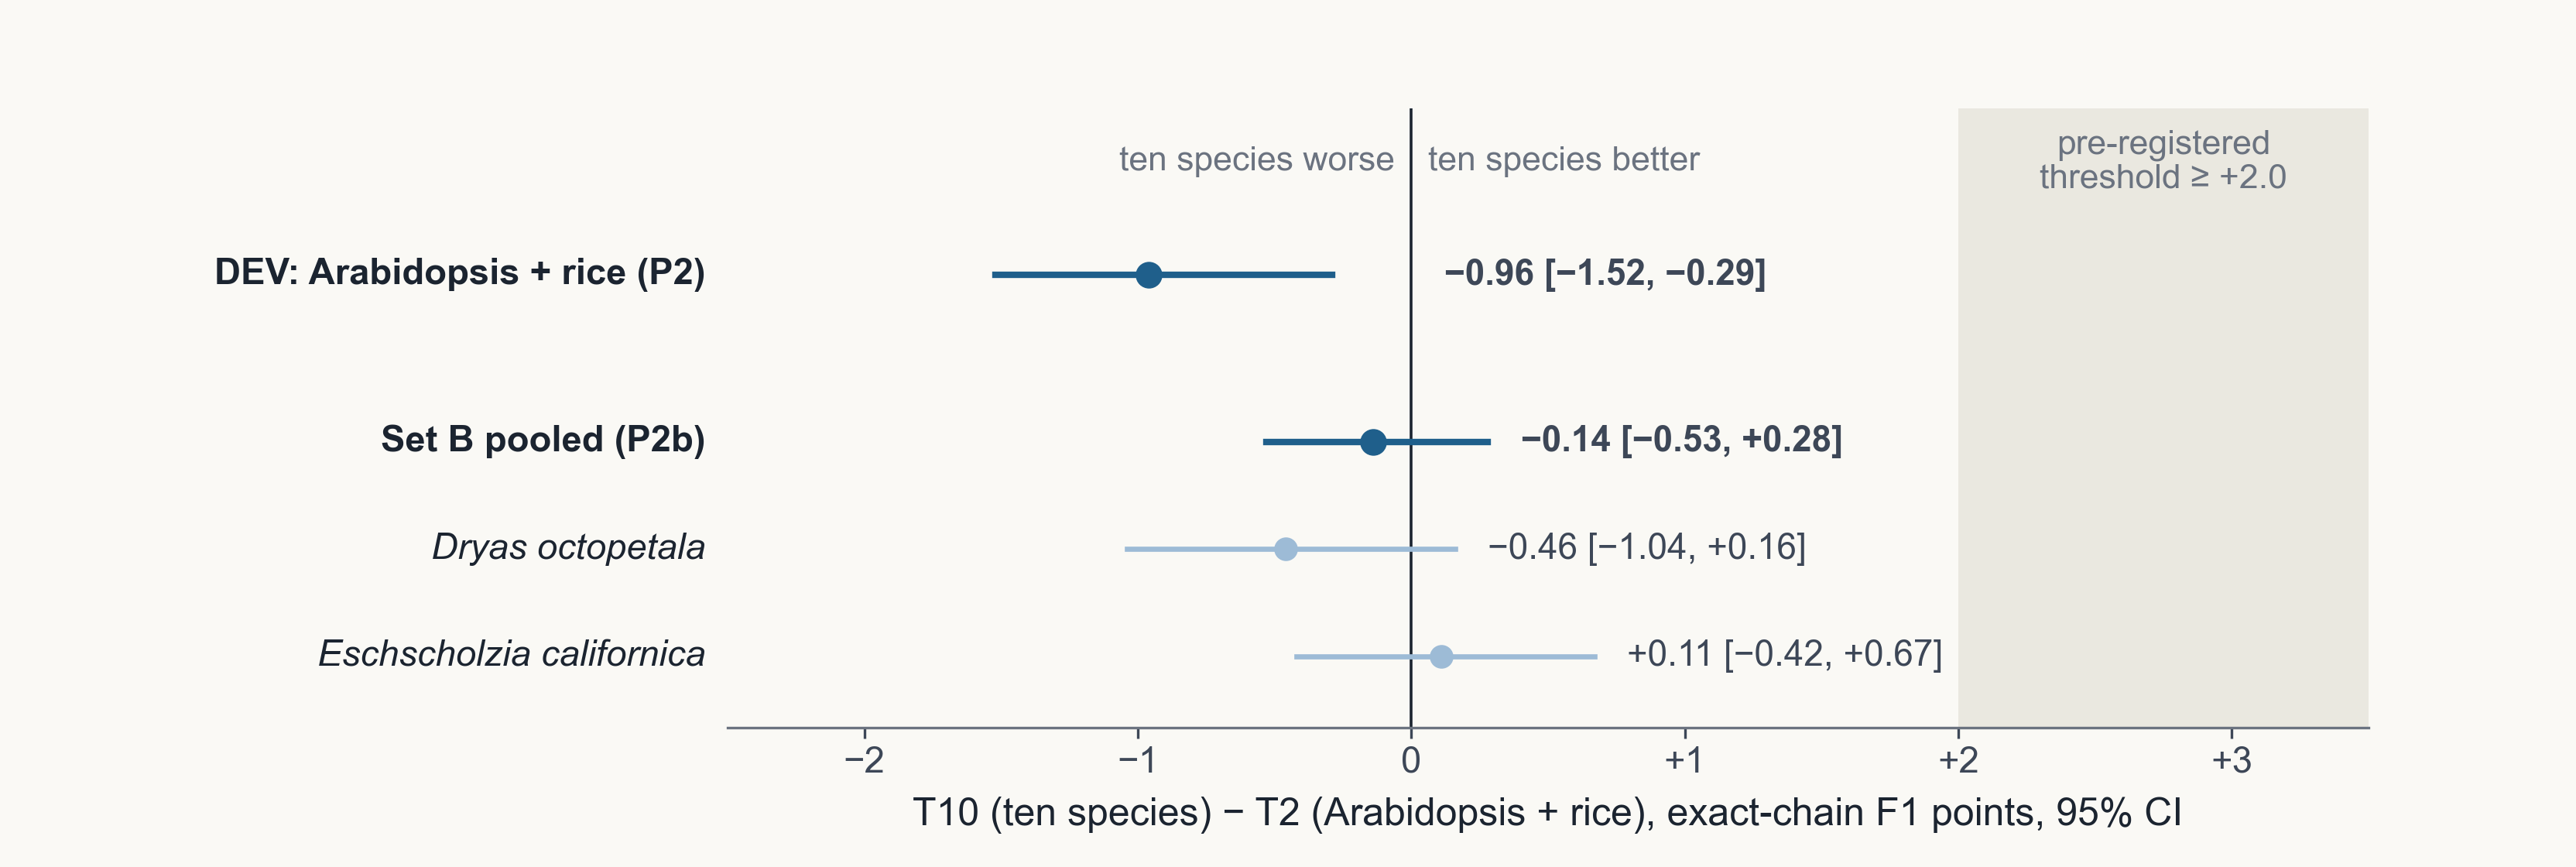 ten species worse
ten species better
pre-registered
threshold ≥ +2.0
DEV: Arabidopsis + rice (P2)
−0.96 [−1.52, −0.29]
Set B pooled (P2b)
−0.14 [−0.53, +0.28]
Dryas octopetala
−0.46 [−1.04, +0.16]
Eschscholzia californica
+0.11 [−0.42, +0.67]
−2
−1
0
+1
+2
+3
T10 (ten species) − T2 (Arabidopsis + rice), exact-chain F1 points, 95% CI